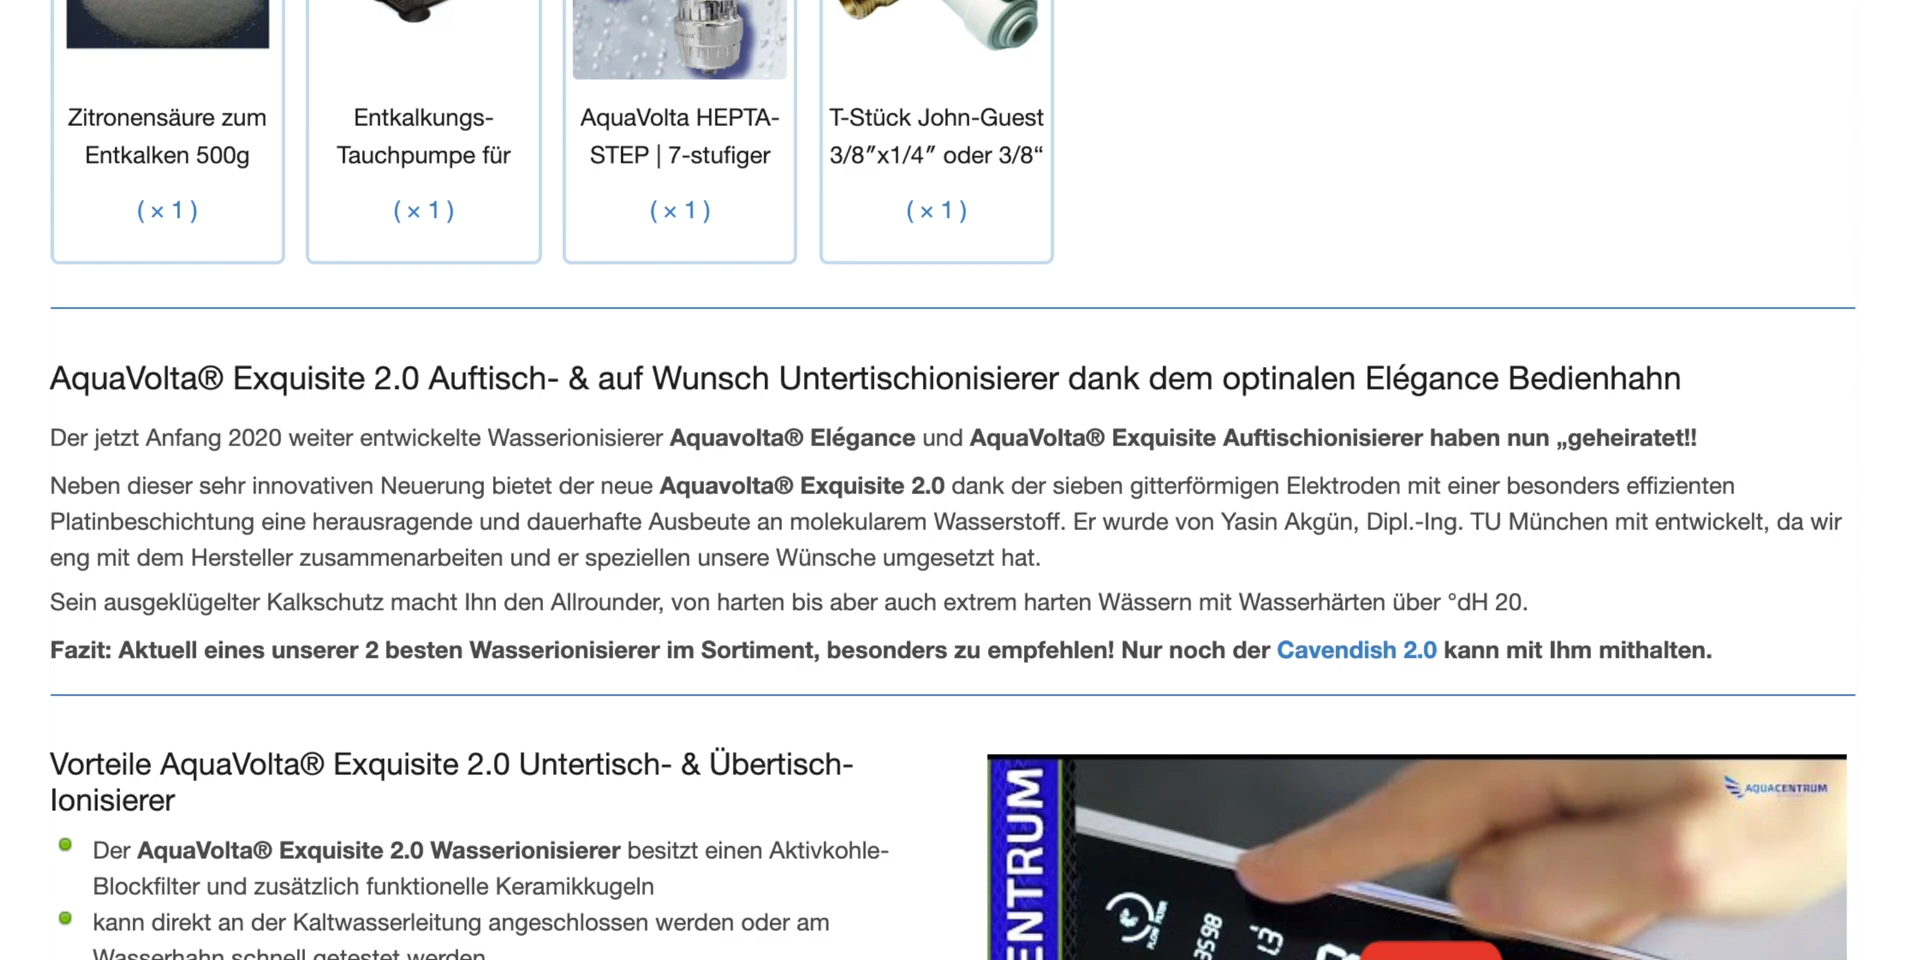 Zitronensäure zum
Entkalken 500g
( × 1 )
Entkalkungs-
Tauchpumpe für
( × 1 )
AquaVolta HEPTA-
STEP | 7-stufiger
( × 1 )
T-Stück John-Guest
3/8″x1/4″ oder 3/8“
( × 1 )
AquaVolta® Exquisite 2.0 Auftisch- & auf Wunsch Untertischionisierer dank dem optinalen Elégance Bedienhahn
Der jetzt Anfang 2020 weiter entwickelte Wasserionisierer Aquavolta® Elégance und AquaVolta® Exquisite Auftischionisierer haben nun „geheiratet!!
Neben dieser sehr innovativen Neuerung bietet der neue Aquavolta® Exquisite 2.0 dank der sieben gitterförmigen Elektroden mit einer besonders effizienten
Platinbeschichtung eine herausragende und dauerhafte Ausbeute an molekularem Wasserstoff. Er wurde von Yasin Akgün, Dipl.-Ing. TU München mit entwickelt, da wir
eng mit dem Hersteller zusammenarbeiten und er speziellen unsere Wünsche umgesetzt hat.
Sein ausgeklügelter Kalkschutz macht Ihn den Allrounder, von harten bis aber auch extrem harten Wässern mit Wasserhärten über °dH 20.
Fazit: Aktuell eines unserer 2 besten Wasserionisierer im Sortiment, besonders zu empfehlen! Nur noch der Cavendish 2.0 kann mit Ihm mithalten.
Vorteile AquaVolta® Exquisite 2.0 Untertisch- & Übertisch-
Ionisierer
Der AquaVolta® Exquisite 2.0 Wasserionisierer besitzt einen Aktivkohle-
Blockfilter und zusätzlich funktionelle Keramikkugeln
kann direkt an der Kaltwasserleitung angeschlossen werden oder am
Wasserhahn schnell getestet werden
ENTRUM
AQUACENTRUM
3598
1.3